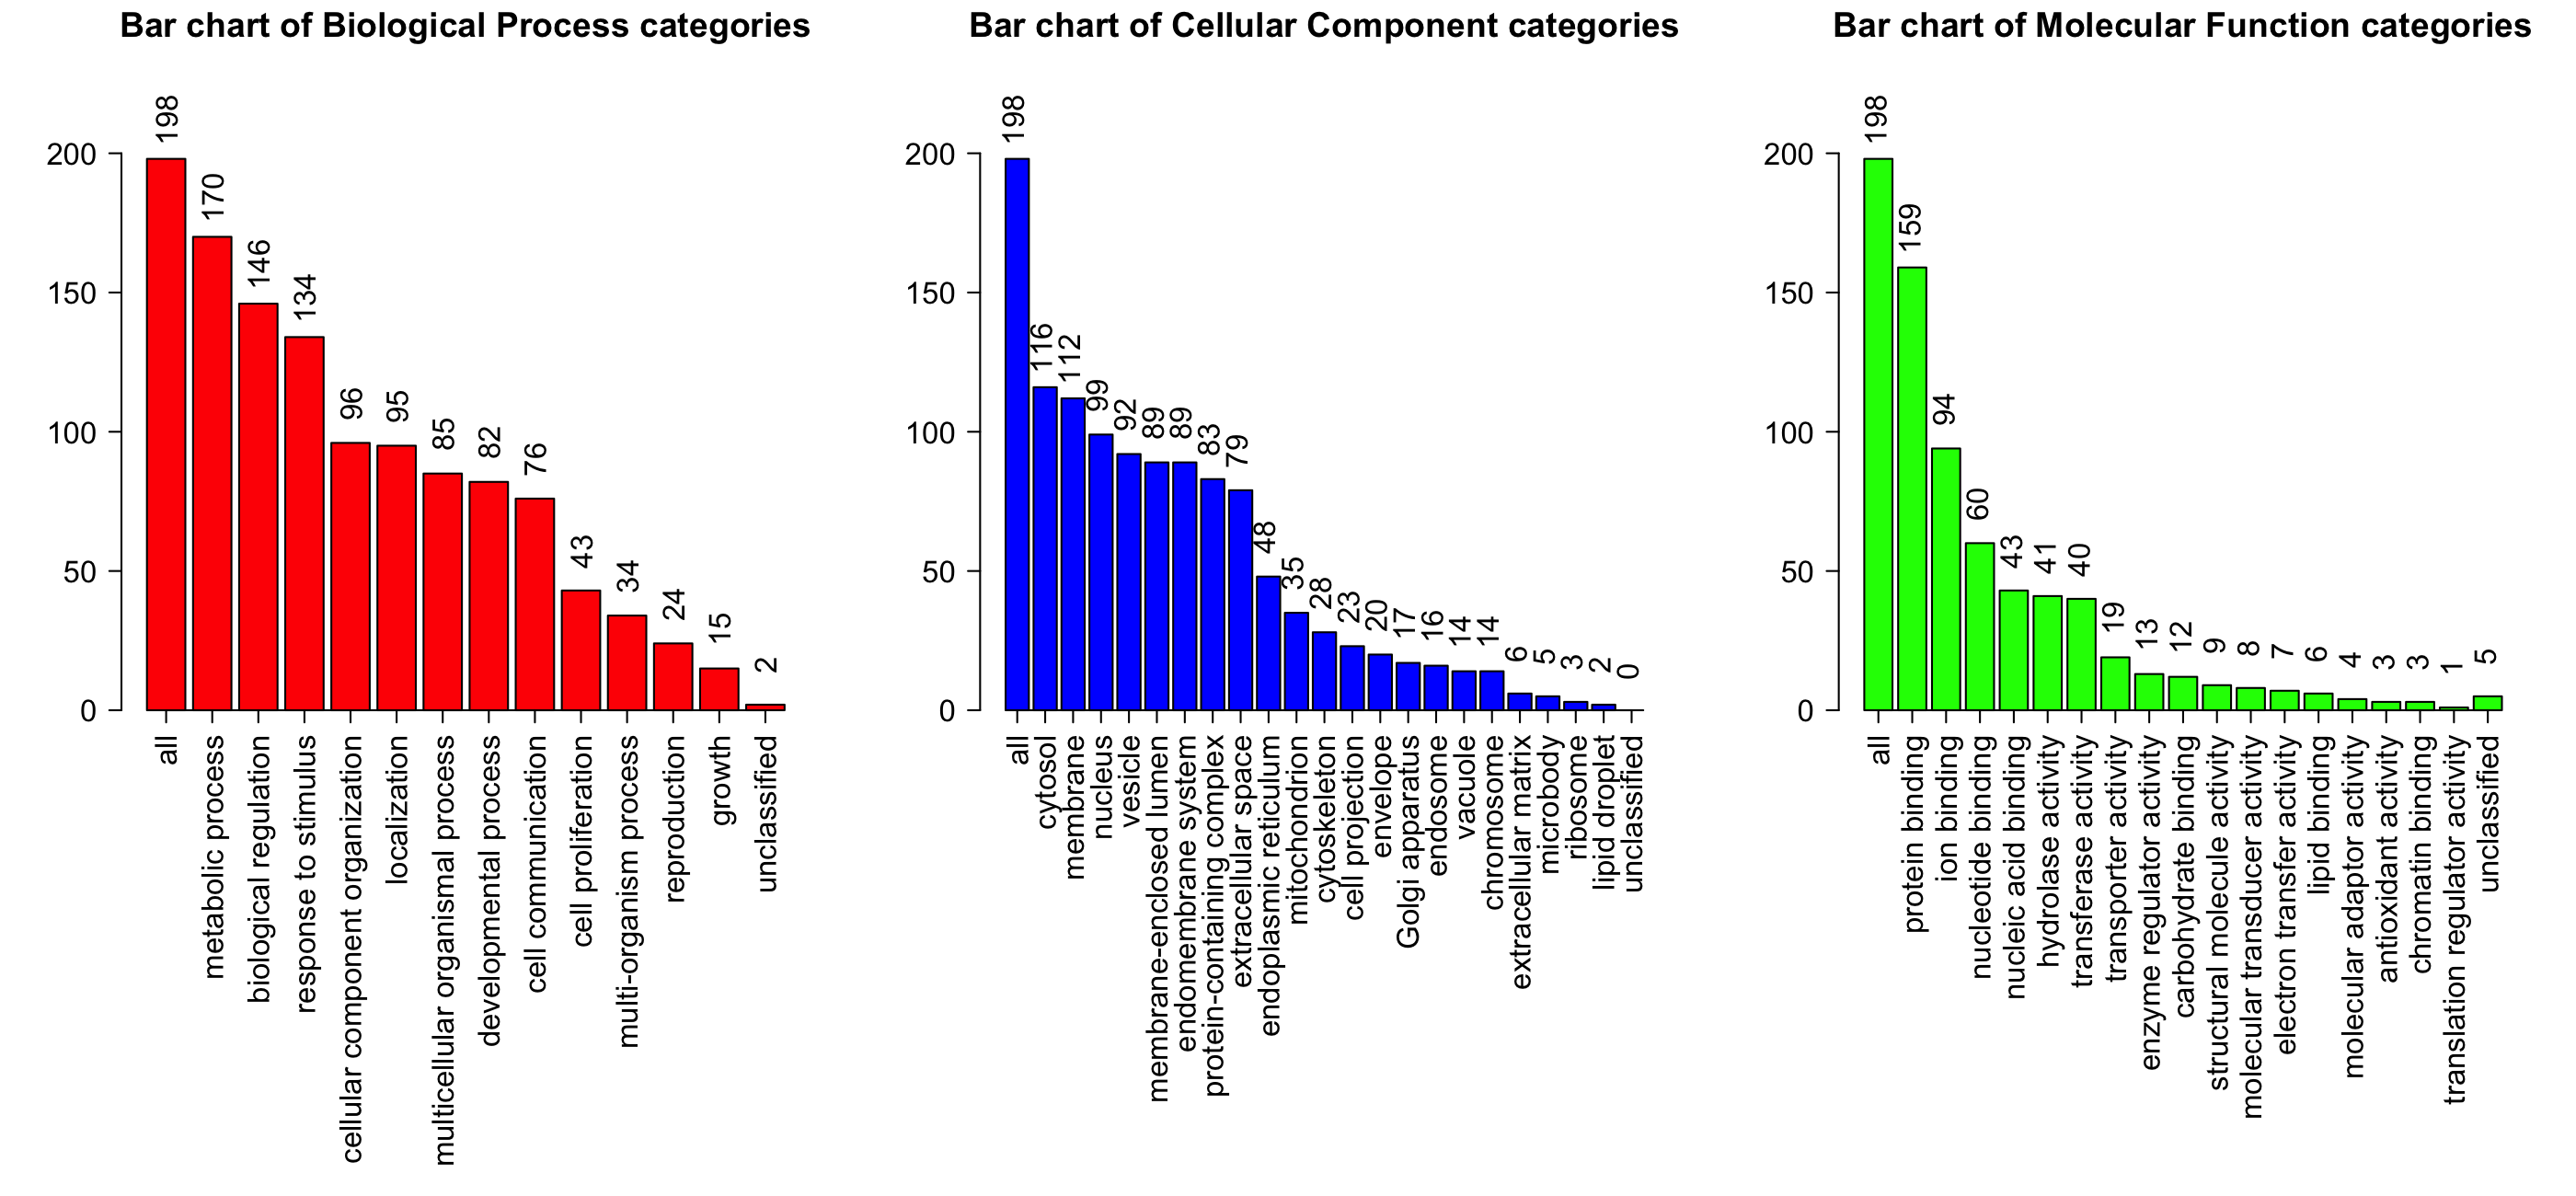 Bar chart of Biological Process categories
200
150
100
50
0
198
170
146
134
96
95
85
82
76
43
34
24
15
2
all
metabolic process
biological regulation
response to stimulus
cellular component organization
localization
multicellular organismal process
developmental process
cell communication
cell proliferation
multi-organism process
reproduction
growth
unclassified
Bar chart of Cellular Component categories
200
150
100
50
0
198
116
112
99
92
89
89
83
79
48
35
28
23
20
17
16
14
14
6
5
3
2
0
all
cytosol
membrane
nucleus
vesicle
membrane-enclosed lumen
endomembrane system
protein-containing complex
extracellular space
endoplasmic reticulum
mitochondrion
cytoskeleton
cell projection
envelope
Golgi apparatus
endosome
vacuole
chromosome
extracellular matrix
microbody
ribosome
lipid droplet
unclassified
Bar chart of Molecular Function categories
200
150
100
50
0
198
159
94
60
43
41
40
19
13
12
9
8
7
6
4
3
3
1
5
all
protein binding
ion binding
nucleotide binding
nucleic acid binding
hydrolase activity
transferase activity
transporter activity
enzyme regulator activity
carbohydrate binding
structural molecule activity
molecular transducer activity
electron transfer activity
lipid binding
molecular adaptor activity
antioxidant activity
chromatin binding
translation regulator activity
unclassified